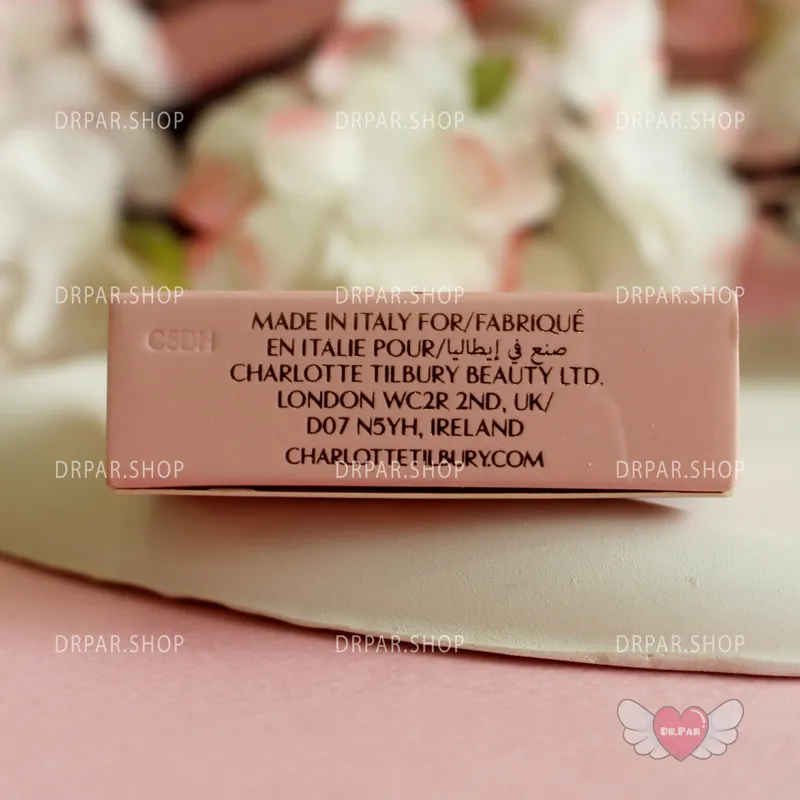 DRPAR.SHOP DRPAR.SHOP DRPAR.SHOP
DRPAR.SHOP DRPAR.SHOP DRPAR.SHOP
C5DH
MADE IN ITALY FOR/FABRIQUÉ
EN ITALIE POUR/صنع في إيطاليا
CHARLOTTE TILBURY BEAUTY LTD.
LONDON WC2R 2ND, UK/
D07 N5YH, IRELAND
CHARLOTTETILBURY.COM
DRPAR.SHOP DRPAR.SHOP DRPAR.SHOP
DRPAR.SHOP DRPAR.SHOP DRPAR.SHOP
DR.PAR